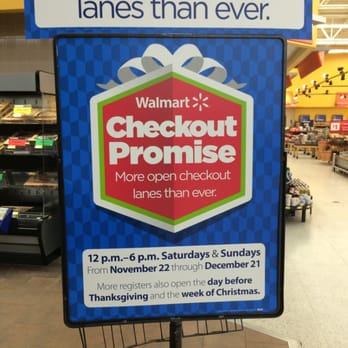 lanes than ever.
Walmart
Checkout
Promise
More open checkout
lanes than ever.
12 p.m.–6 p.m. Saturdays & Sundays
From November 22 through December 21
More registers also open the day before
Thanksgiving and the week of Christmas.